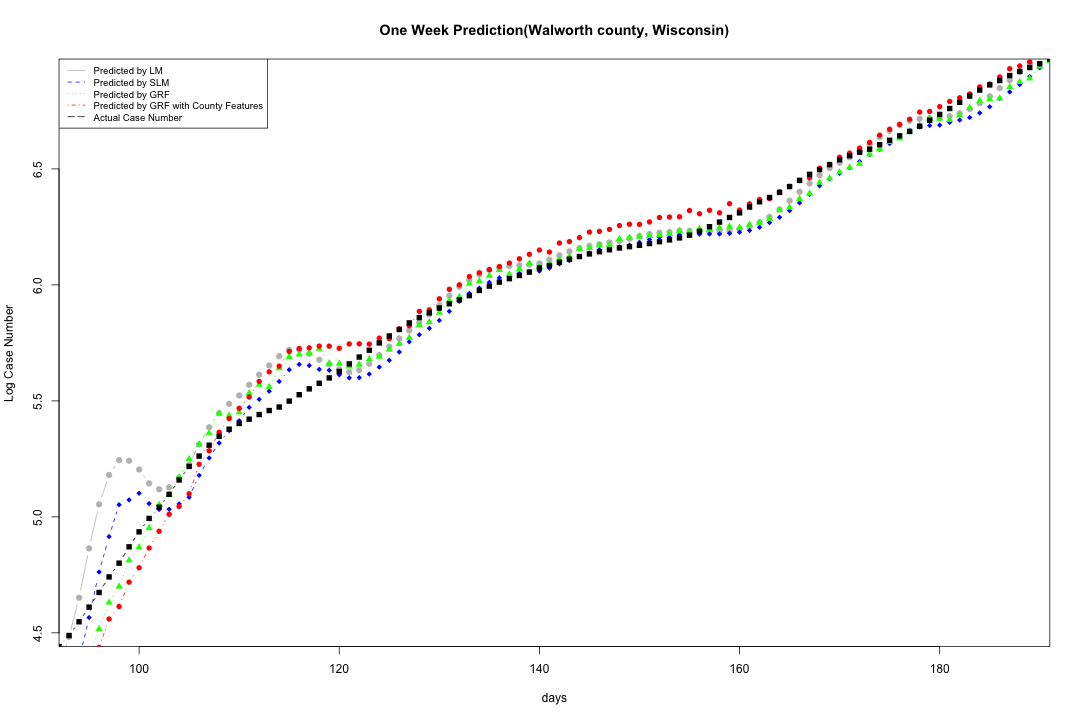 One Week Prediction(Walworth county, Wisconsin)
Predicted by LM
Predicted by SLM
Predicted by GRF
Predicted by GRF with County Features
Actual Case Number
Log Case Number
6.5
6.0
5.5
5.0
4.5
100 120 140 160 180
days